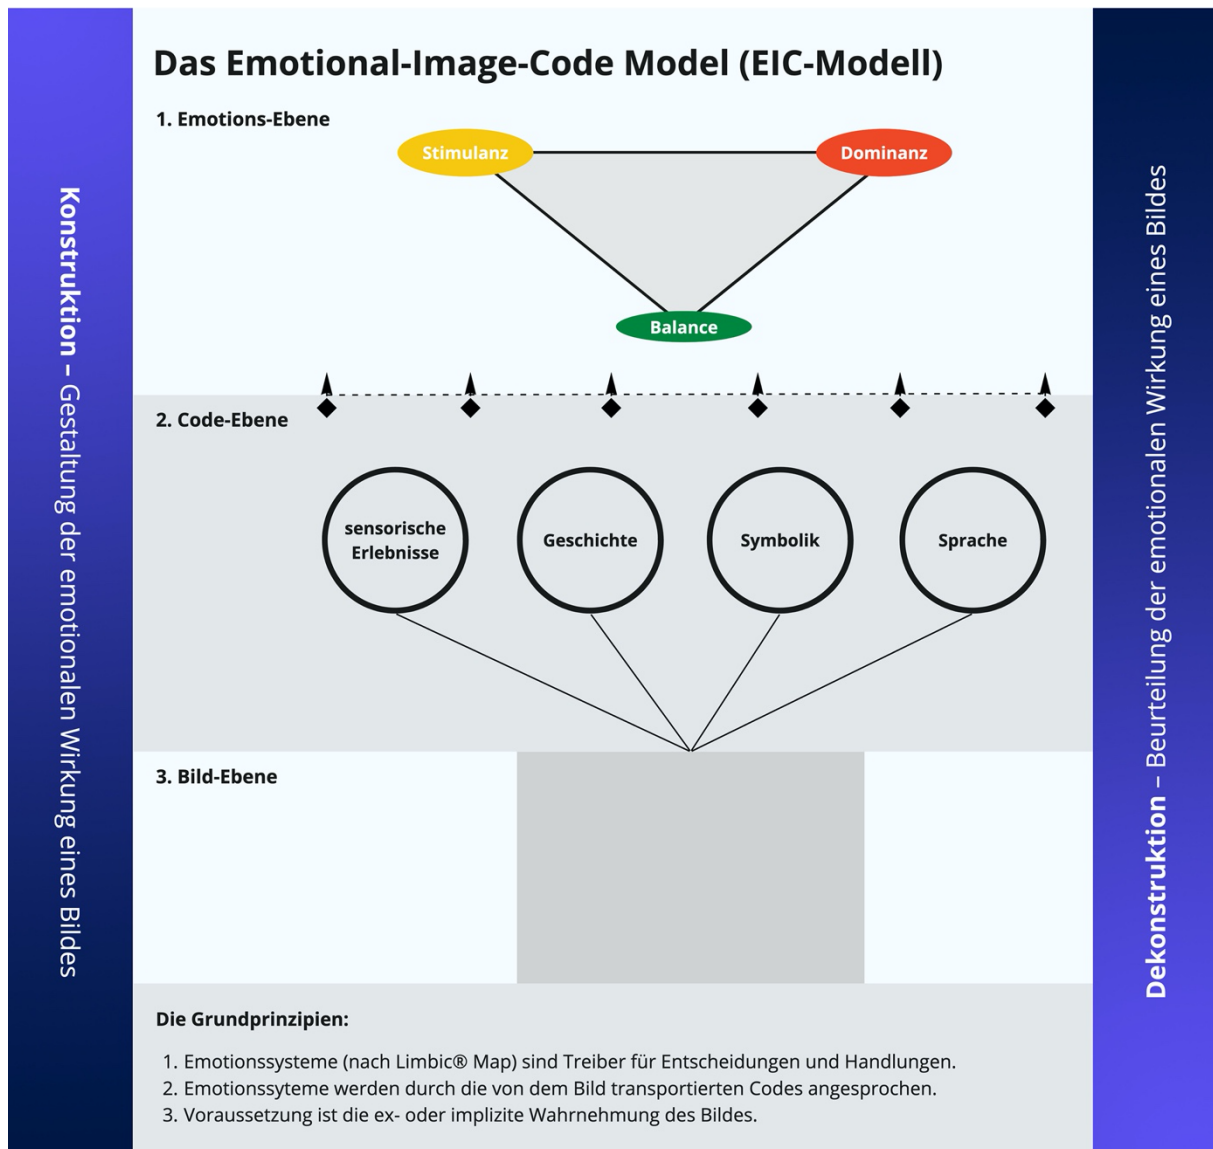 Das Emotional-Image-Code Model (EIC-Modell)
1. Emotions-Ebene
Stimulanz
Dominanz
Balance
2. Code-Ebene
sensorische
Erlebnisse
Geschichte
Symbolik
Sprache
3. Bild-Ebene
Die Grundprinzipien:
1. Emotionssysteme (nach Limbic® Map) sind Treiber für Entscheidungen und Handlungen.
2. Emotionssyteme werden durch die von dem Bild transportierten Codes angesprochen.
3. Voraussetzung ist die ex- oder implizite Wahrnehmung des Bildes.
Konstruktion – Gestaltung der emotionalen Wirkung eines Bildes
Dekonstruktion – Beurteilung der emotionalen Wirkung eines Bildes